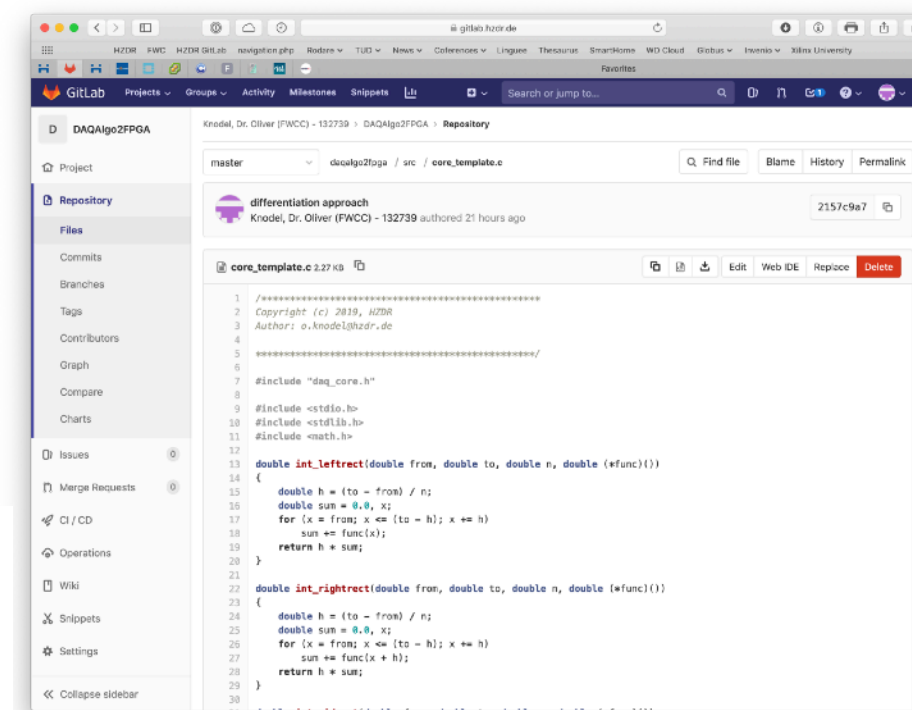 gitlab.hzdr.de
HZDR FWC HZDR GitLab navigation.php Rodare TUD News Coferences Linguee Thesaurus SmartHome WD Cloud Globus Invenio Xilinx University
Favorites
GitLab Projects Groups Activity Milestones Snippets Search or jump to... 1
D DAQAlgo2FPGA
Project
Repository
Files
Commits
Branches
Tags
Contributors
Graph
Compare
Charts
Issues 0
Merge Requests 0
CI / CD
Operations
Wiki
Snippets
Settings
Collapse sidebar
Knodel, Dr. Oliver (FWCC) - 132739 > DAQAlgo2FPGA > Repository
master daqalgo2fpga / src / core_template.c Find file Blame History Permalink
differentiation approach
Knodel, Dr. Oliver (FWCC) - 132739 authored 21 hours ago
2157c9a7
core_template.c 2.27 KB Edit Web IDE Replace Delete
1 /************************************************
2 Copyright (c) 2019, HZDR
3 Author: o.knodel@hzdr.de
4
5 ************************************************/
6
7 #include "daq_core.h"
8
9 #include <stdio.h>
10 #include <stdlib.h>
11 #include <math.h>
12
13 double int_leftrect(double from, double to, double n, double (*func)())
14 {
15 double h = (to - from) / n;
16 double sum = 0.0, x;
17 for (x = from; x <= (to - h); x += h)
18 sum += func(x);
19 return h * sum;
20 }
21
22 double int_rightrect(double from, double to, double n, double (*func)())
23 {
24 double h = (to - from) / n;
25 double sum = 0.0, x;
26 for (x = from; x <= (to - h); x += h)
27 sum += func(x + h);
28 return h * sum;
29 }
30